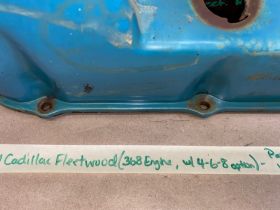 Cadillac Fleetwood (368 Engine, w/ 4-6-8 option) -